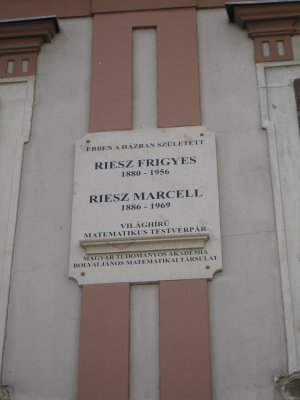 EBBEN A HÁZBAN SZÜLETETT
RIESZ FRIGYES
1880 - 1956
RIESZ MARCELL
1886 - 1969
VILÁGHÍRŰ
MATEMATIKUS TESTVÉRPÁR
MAGYAR TUDOMÁNYOS AKADÉMIA
BOLYAI JÁNOS MATEMATIKAI TÁRSULAT